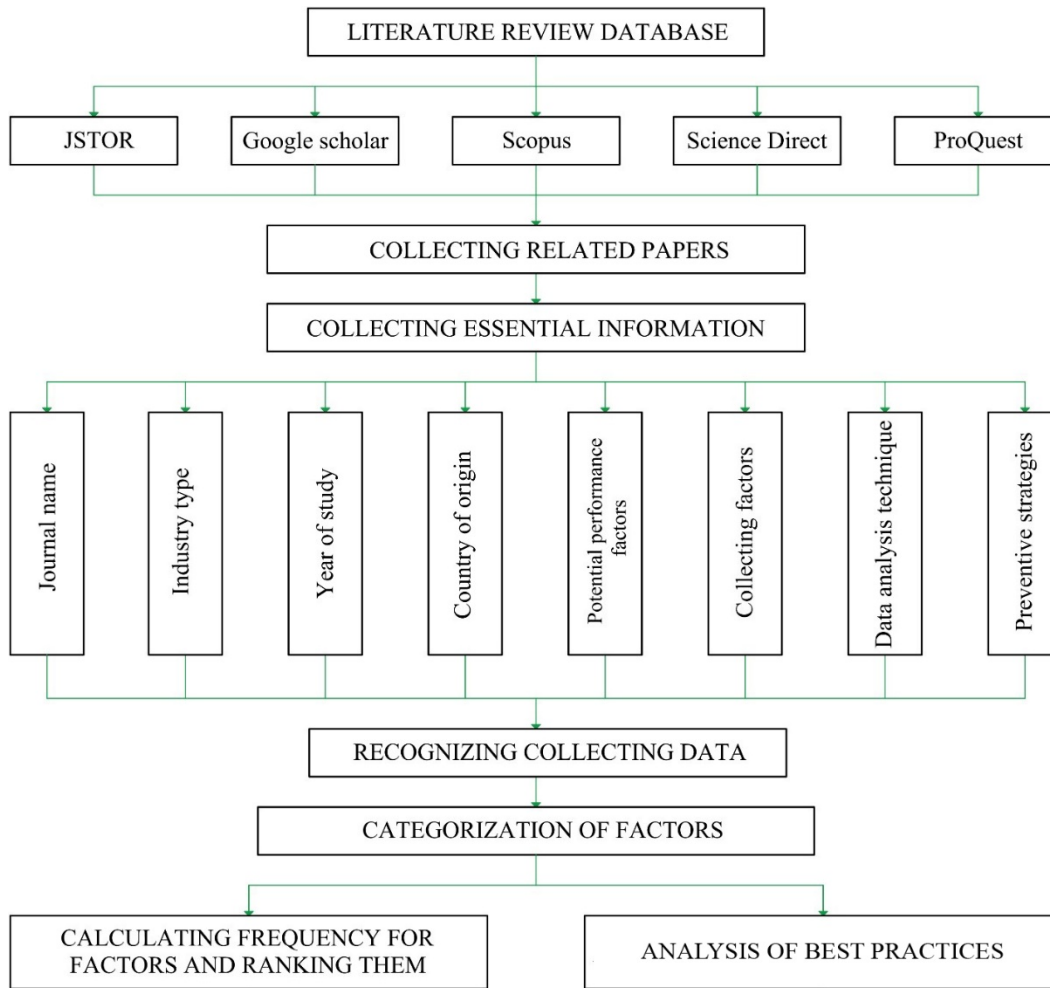 LITERATURE REVIEW DATABASE
JSTOR
Google scholar
Scopus
Science Direct
ProQuest
COLLECTING RELATED PAPERS
COLLECTING ESSENTIAL INFORMATION
Journal name
Industry type
Year of study
Country of origin
Potential performance
factors
Collecting factors
Data analysis technique
Preventive strategies
RECOGNIZING COLLECTING DATA
CATEGORIZATION OF FACTORS
CALCULATING FREQUENCY FOR
FACTORS AND RANKING THEM
ANALYSIS OF BEST PRACTICES